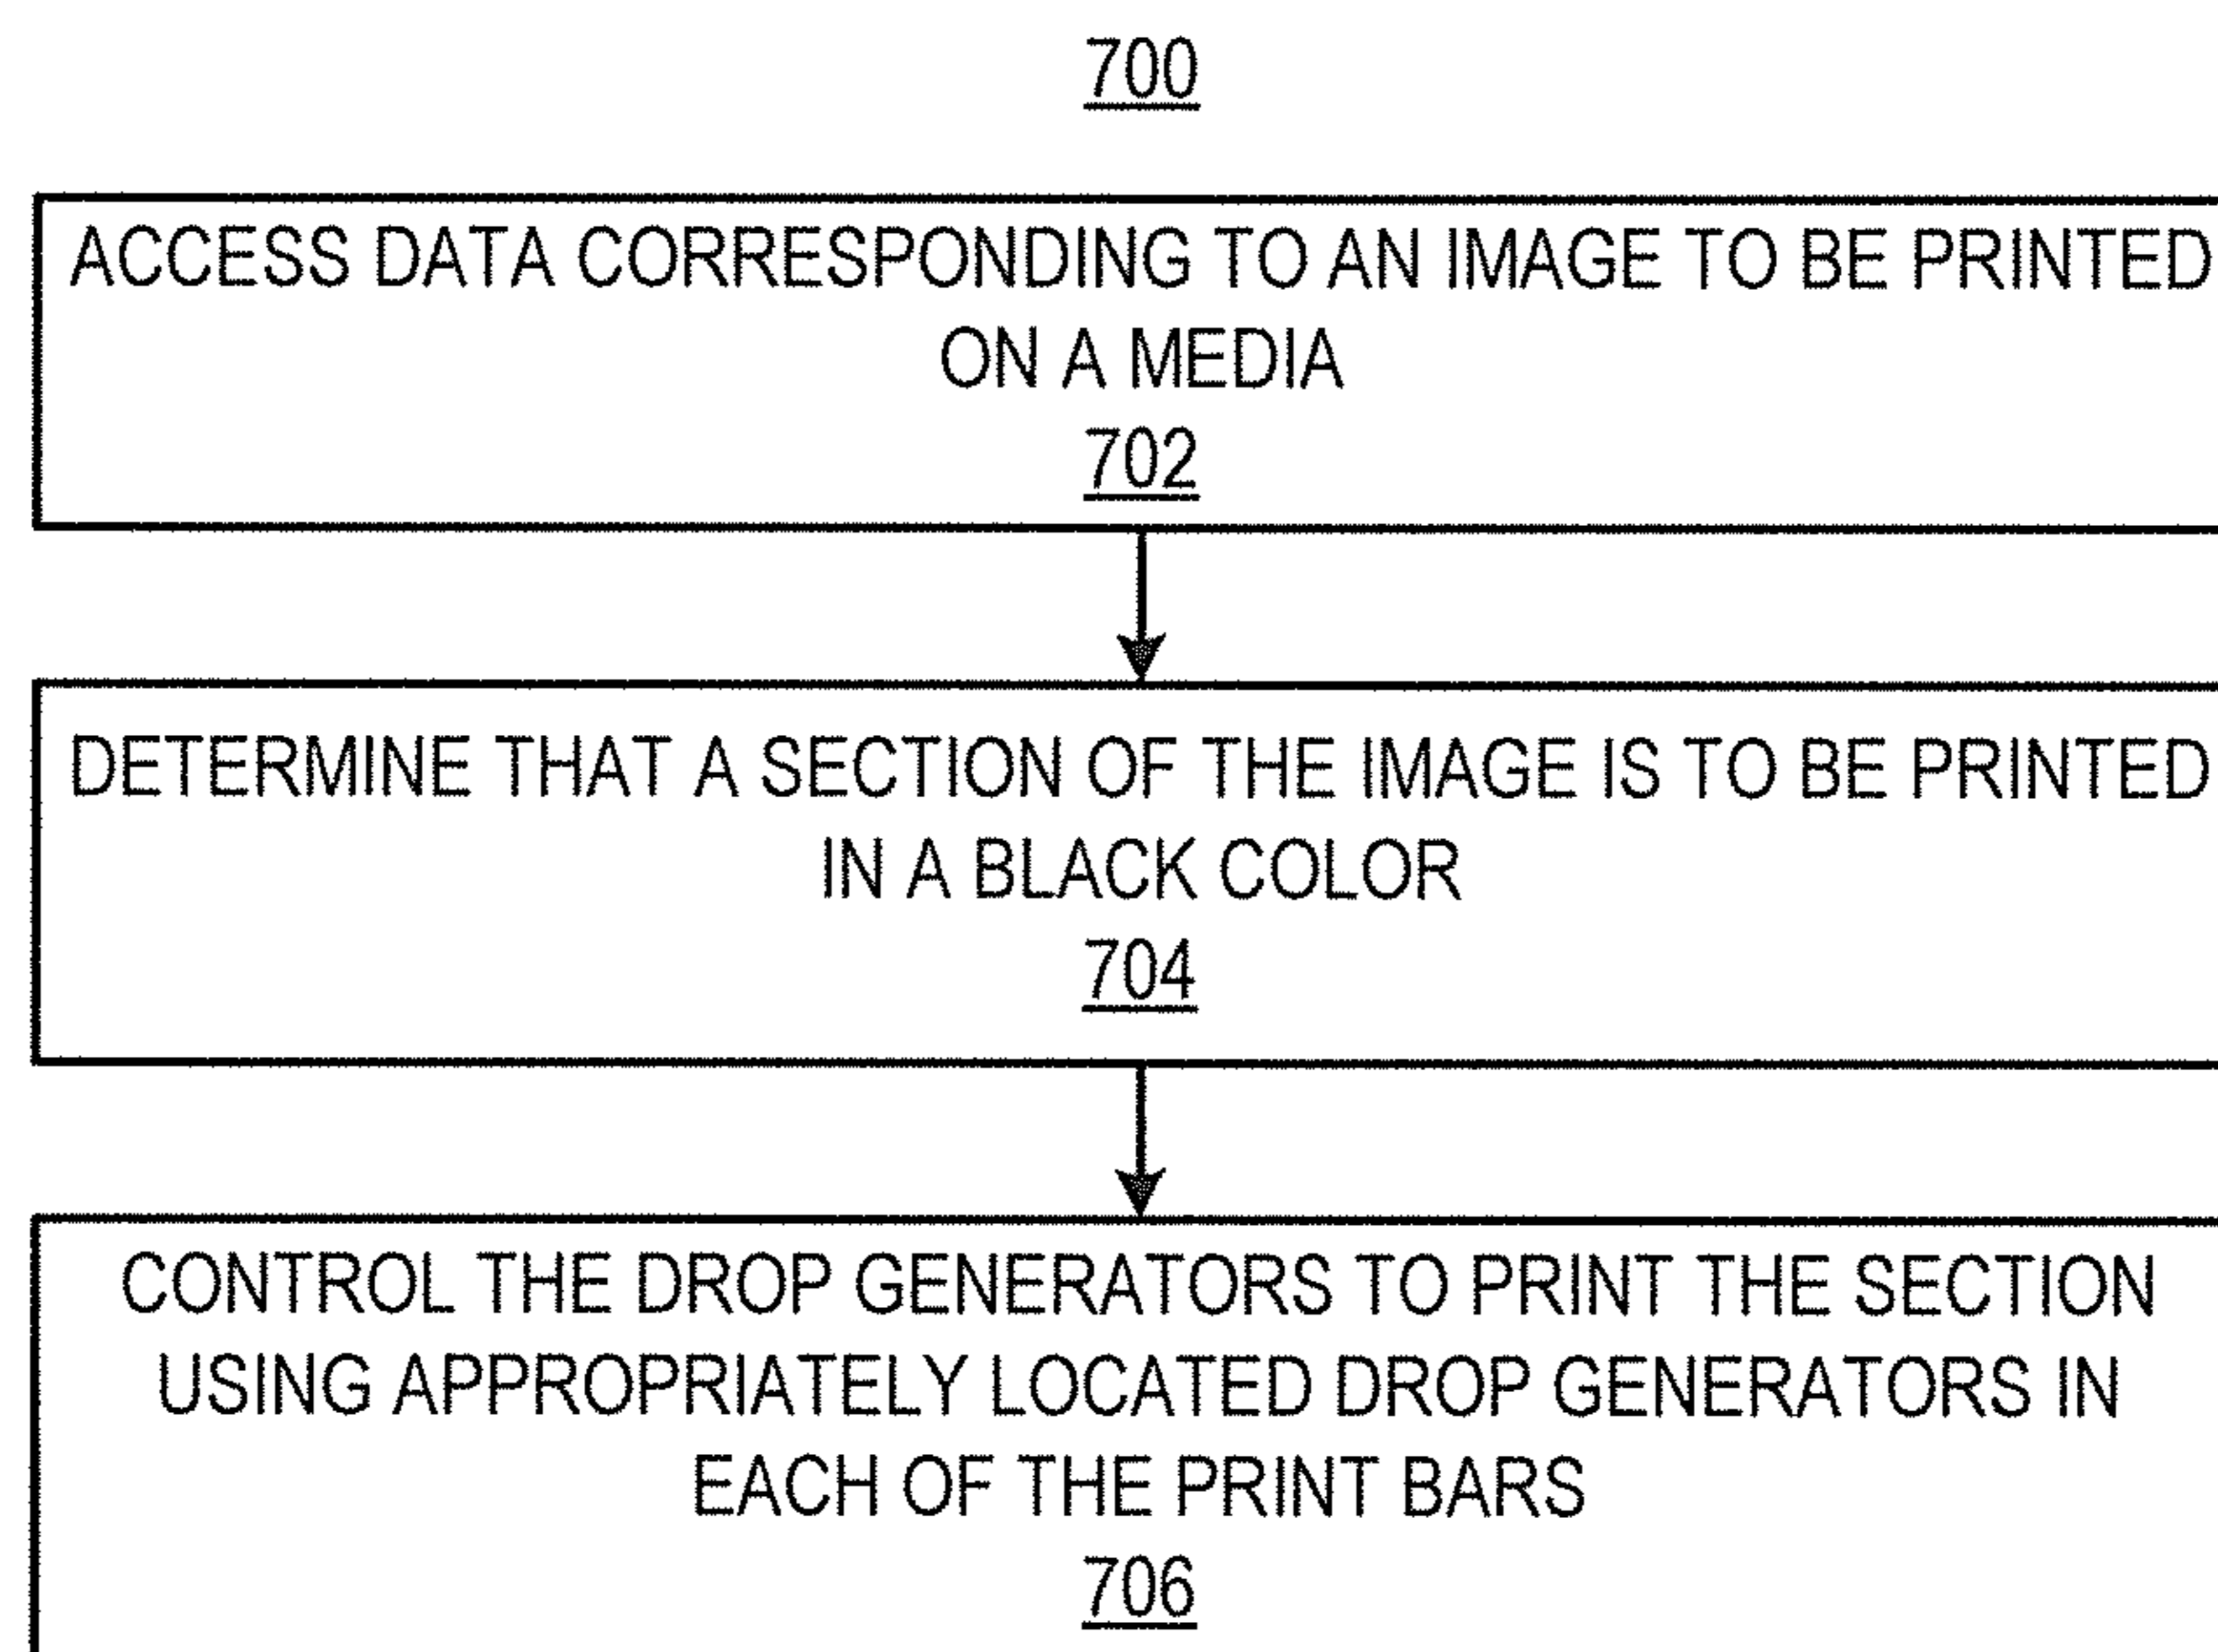 700
ACCESS DATA CORRESPONDING TO AN IMAGE TO BE PRINTED
ON A MEDIA
702
DETERMINE THAT A SECTION OF THE IMAGE IS TO BE PRINTED
IN A BLACK COLOR
704
CONTROL THE DROP GENERATORS TO PRINT THE SECTION
USING APPROPRIATELY LOCATED DROP GENERATORS IN
EACH OF THE PRINT BARS
706